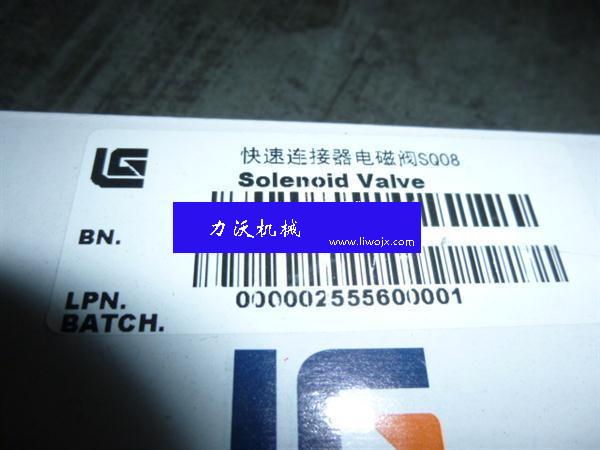 快速连接器电磁阀SQ08
Solenoid Valve
BN.
力沃机械
www.liwojx.com
LPN.
000002555600001
BATCH.